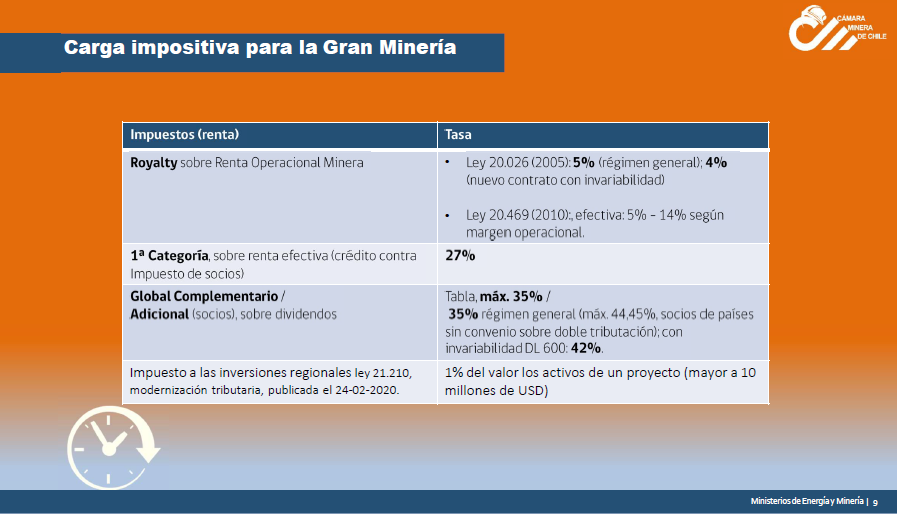 Carga impositiva para la Gran Minería
CÁMARA
MINERA
DE CHILE
Impuestos (renta)
Tasa
Royalty sobre Renta Operacional Minera
• Ley 20.026 (2005): 5% (régimen general); 4%
(nuevo contrato con invariabilidad)
• Ley 20.469 (2010):, efectiva: 5% – 14% según
margen operacional.
1ª Categoría, sobre renta efectiva (crédito contra
Impuesto de socios)
27%
Global Complementario /
Adicional (socios), sobre dividendos
Tabla, máx. 35% /
35% régimen general (máx. 44,45%, socios de países
sin convenio sobre doble tributación); con
invariabilidad DL 600: 42%.
Impuesto a las inversiones regionales ley 21.210,
modernización tributaria, publicada el 24-02-2020.
1% del valor los activos de un proyecto (mayor a 10
millones de USD)
Ministerios de Energía y Minería | 9